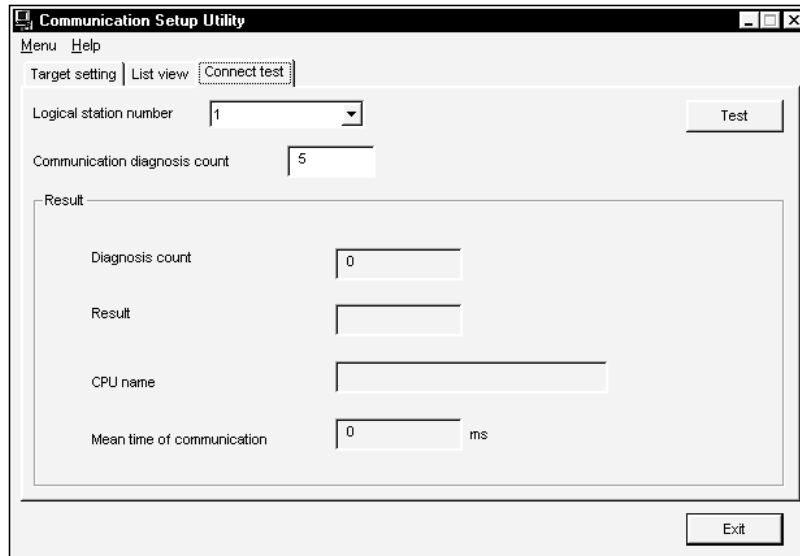 Communication Setup Utility
Menu Help
Target setting List view Connect test
Logical station number 1 Test
Communication diagnosis count 5
Result
Diagnosis count 0
Result
CPU name
Mean time of communication 0 ms
Exit